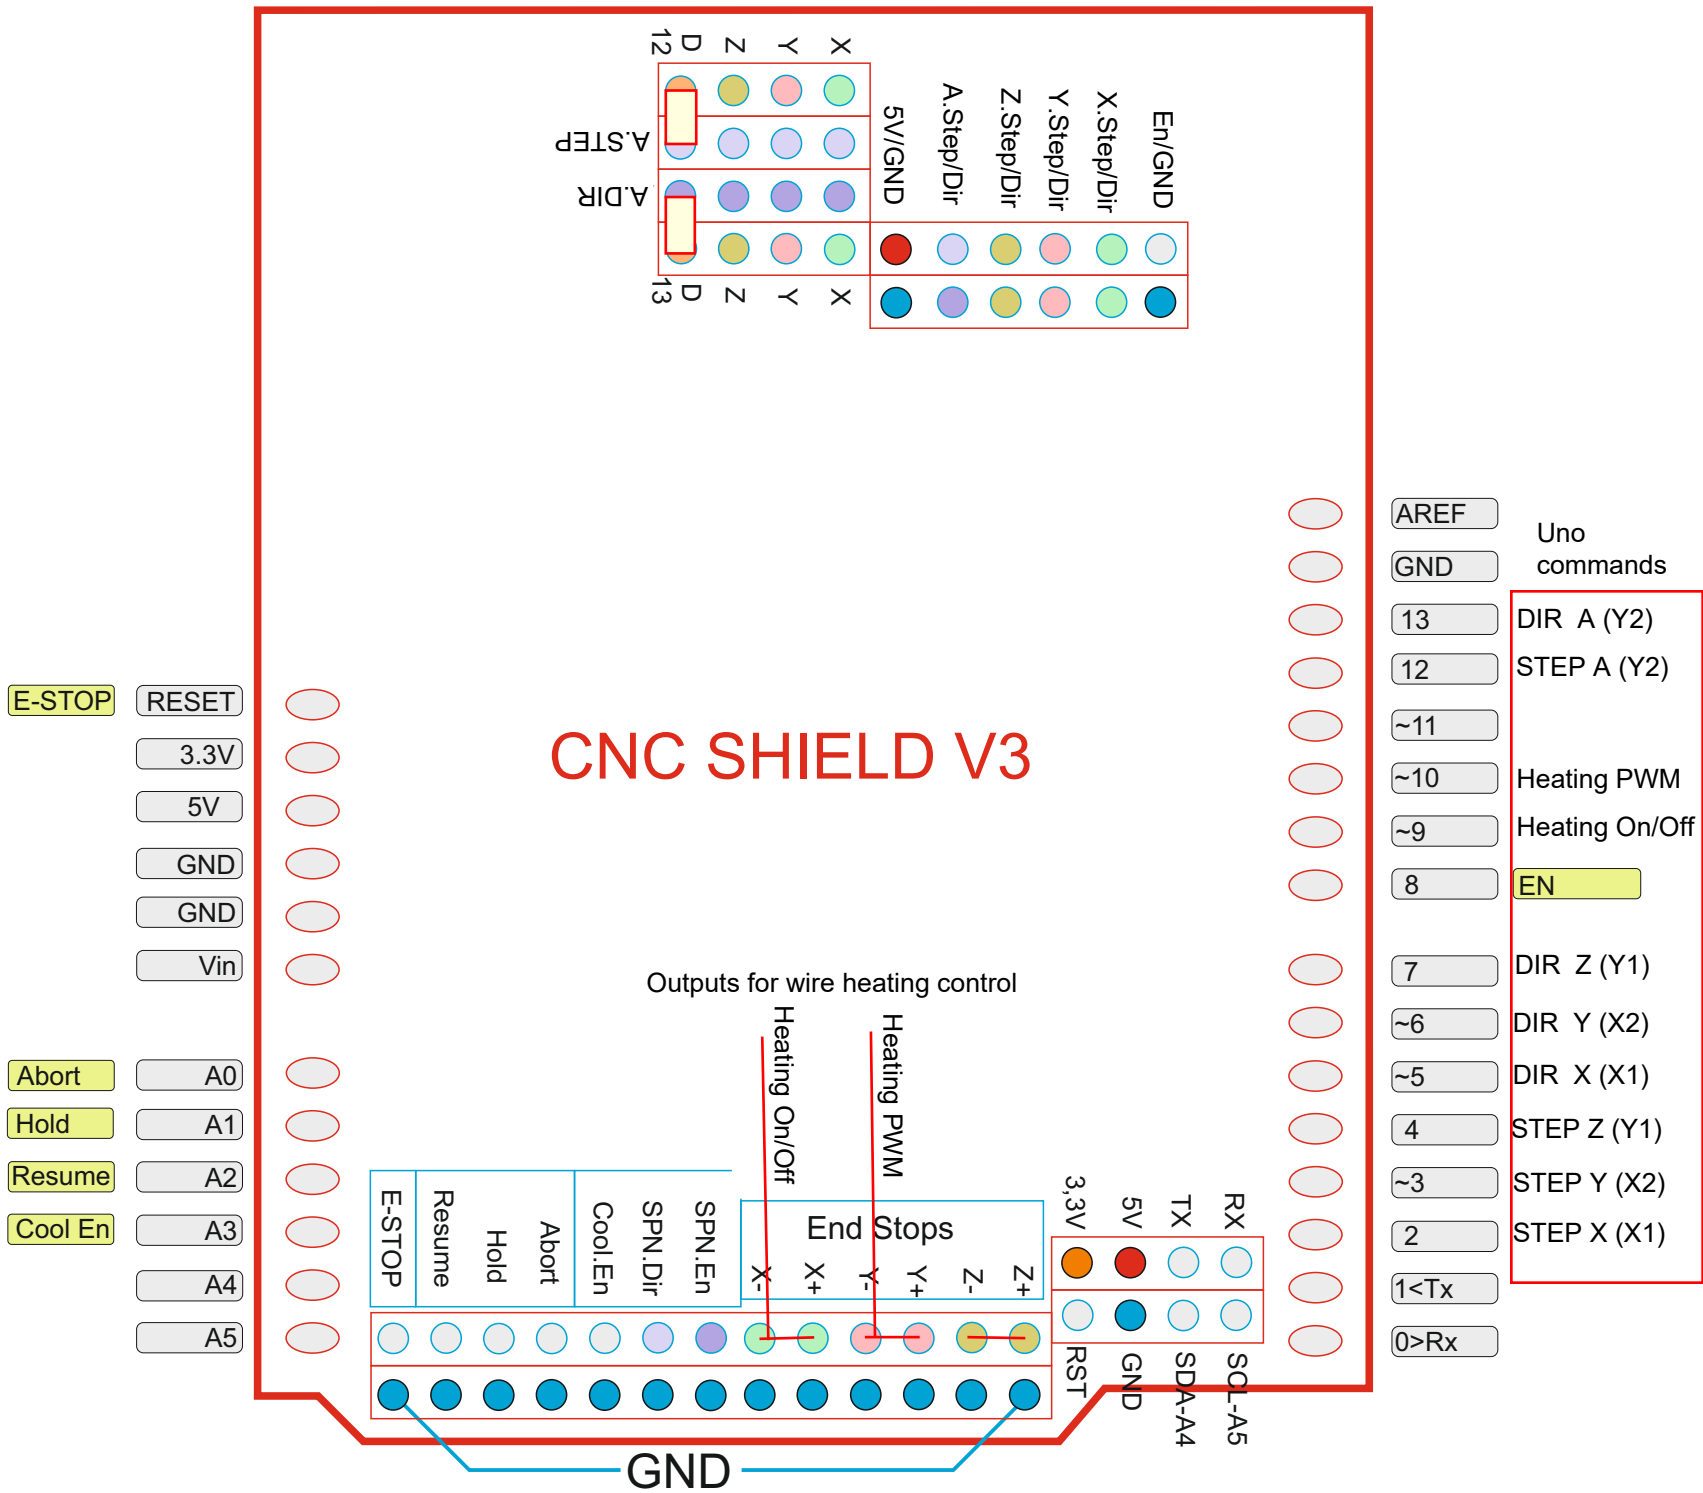 12
D
Z
Y
X
A.STEP
A.DIR
13
D
Z
Y
X
5V/GND
A.Step/Dir
Z.Step/Dir
Y.Step/Dir
X.Step/Dir
En/GND
AREF
GND
Uno
commands
13 DIR A (Y2)
12 STEP A (Y2)
~11
~10 Heating PWM
~9 Heating On/Off
8 EN
7 DIR Z (Y1)
~6 DIR Y (X2)
~5 DIR X (X1)
4 STEP Z (Y1)
~3 STEP Y (X2)
2 STEP X (X1)
1<Tx
0>Rx
CNC SHIELD V3
E-STOP RESET
3.3V
5V
GND
GND
Vin
Abort A0
Hold A1
Resume A2
Cool En A3
A4
A5
Outputs for wire heating control
Heating On/Off
Heating PWM
E-STOP
Resume
Hold
Abort
Cool.En
SPN.Dir
SPN.En
End Stops
X-
X+
Y-
Y+
Z-
Z+
3,3V
5V
TX
RX
RST
GND
SDA-A4
SCL-A5
GND